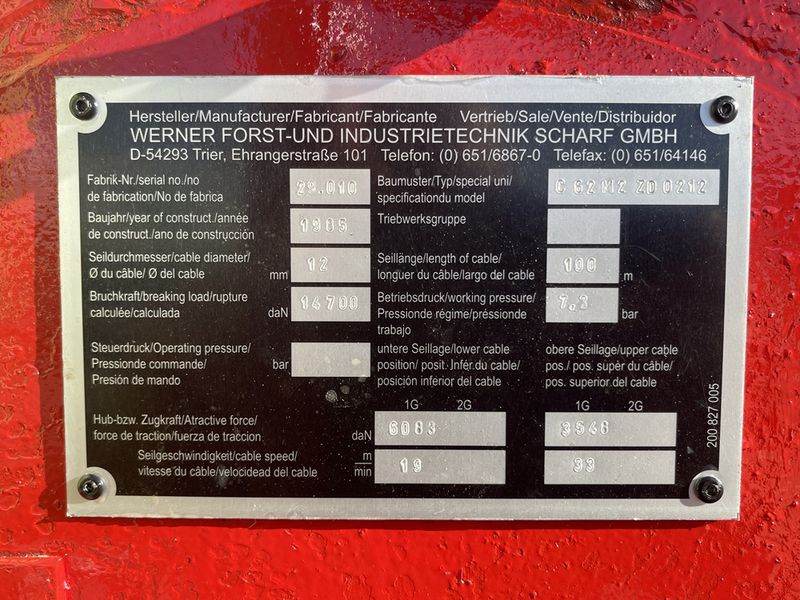 Hersteller/Manufacturer/Fabricant/Fabricante Vertrieb/Sale/Vente/Distribuidor
WERNER FORST-UND INDUSTRIETECHNIK SCHARF GMBH
D-54293 Trier, Ehrangerstraße 101 Telefon: (0) 651/6867-0 Telefax: (0) 651/64146
Fabrik-Nr./serial no./no
de fabrication/No de fabrica
29.010
Baumuster/Typ/special uni/
specificationdu model
C 62HZ ZD0212
Baujahr/year of construct./année
de construct./ano de construcción
1985
Triebwerksgruppe
Seildurchmesser/cable diameter/
Ø du câble/ Ø del cable
mm
12
Seillänge/length of cable/
longuer du câble/largo del cable
100
m
Bruchkraft/breaking load/rupture
calculée/calculada
daN
14700
Betriebsdruck/working pressure/
Pressionde régime/préssionde
trabajo
7.3
bar
Steuerdruck/Operating pressure/
Pressionde commande/
Presión de mando
bar
untere Seillage/lower cable
position/ posit. Infér.du cable/
posición inferior del cable
obere Seillage/upper cable
pos./ pos. supér du câble/
pos. superior del cable
1G 2G
1G 2G
Hub-bzw. Zugkraft/Atractive force/
force de traction/fuerza de traccion
daN
6083
3548
Seilgeschwindigkeit/cable speed/
vitesse du câble/velocidead del cable
m
min
19
33
200 827 005